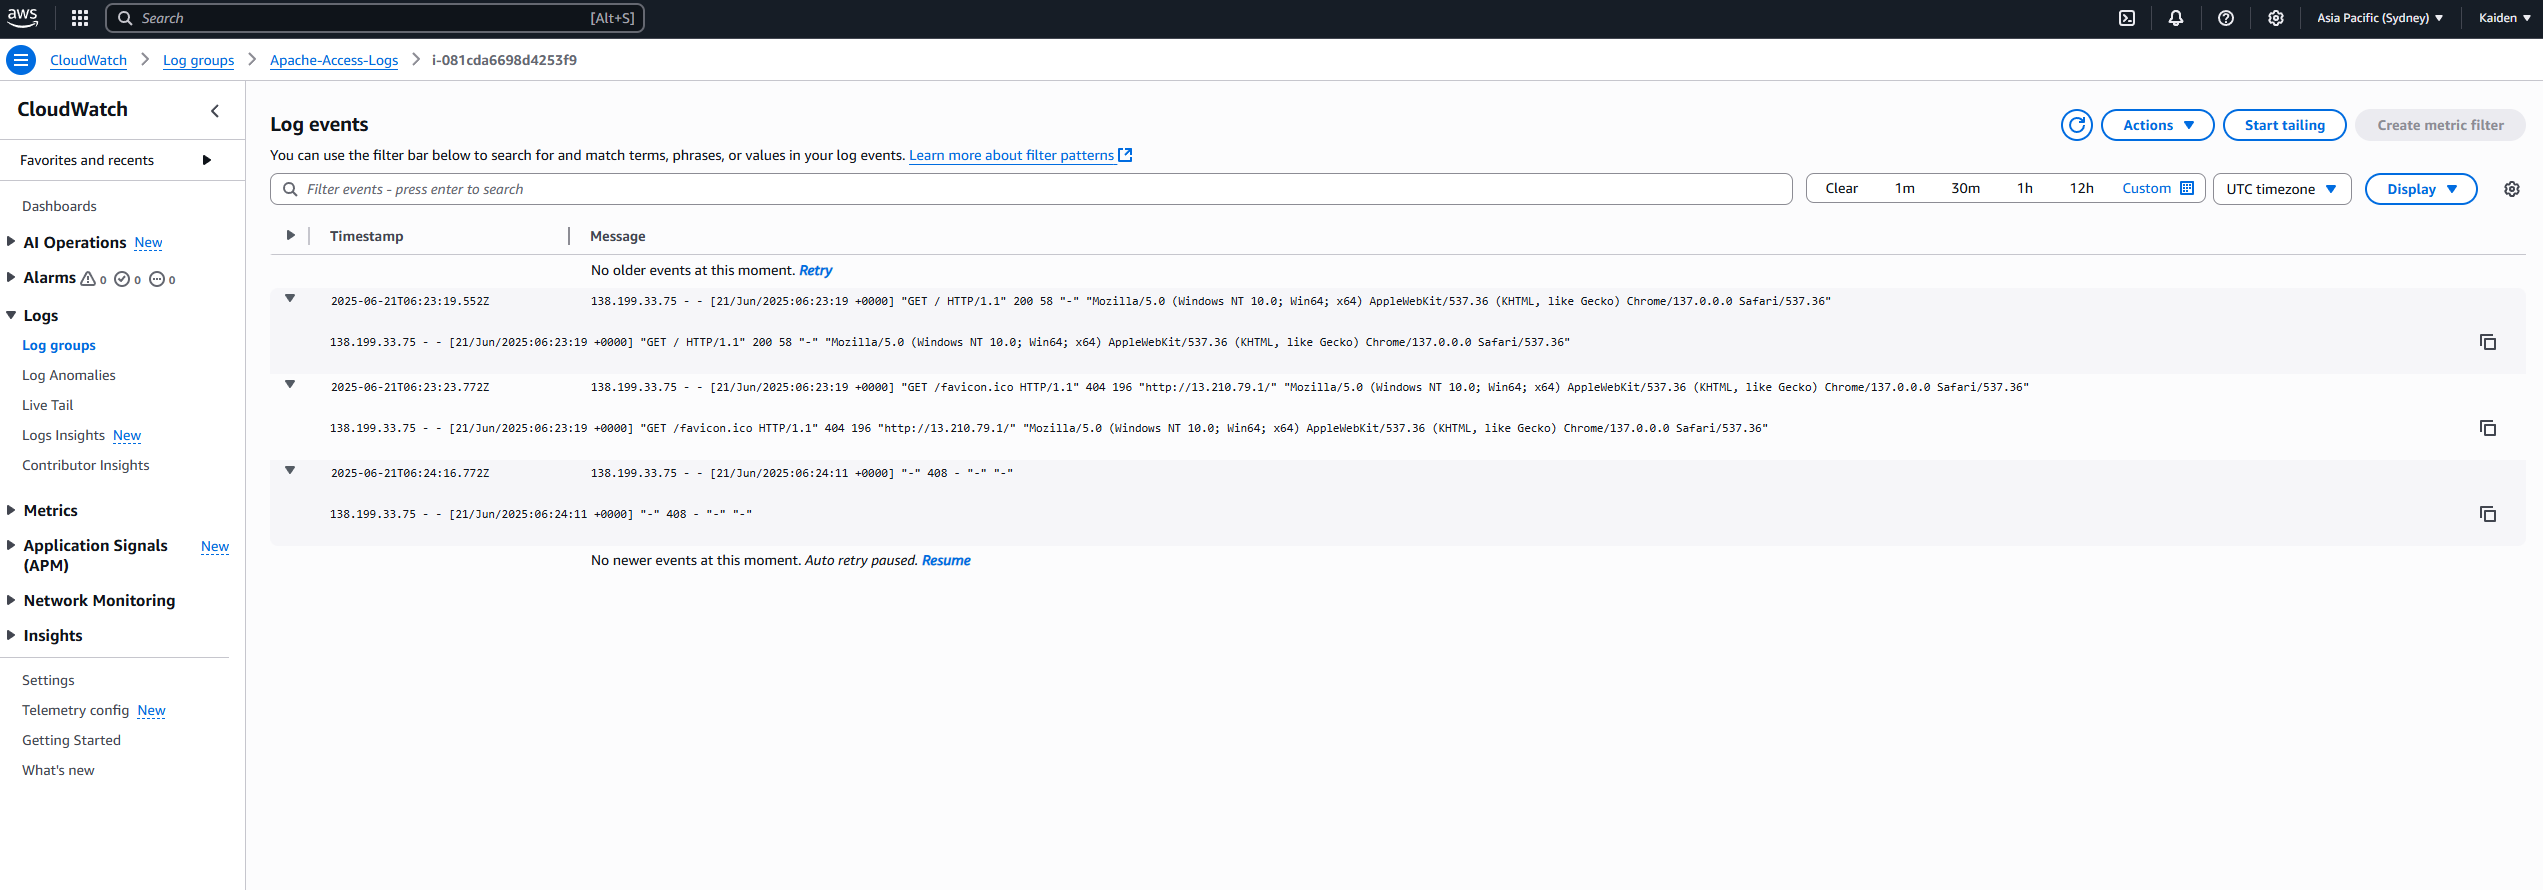 aws
Search [Alt+S]
Asia Pacific (Sydney)
Kaiden
CloudWatch
Log groups
Apache-Access-Logs
i-081cda6698d4253f9
CloudWatch
Favorites and recents
Dashboards
AI Operations New
Alarms 0 0 0
Logs
Log groups
Log Anomalies
Live Tail
Logs Insights New
Contributor Insights
Metrics
Application Signals (APM) New
Network Monitoring
Insights
Settings
Telemetry config New
Getting Started
What's new
Log events
Actions
Start tailing
Create metric filter
You can use the filter bar below to search for and match terms, phrases, or values in your log events. Learn more about filter patterns
Filter events - press enter to search
Clear 1m 30m 1h 12h Custom
UTC timezone
Display
Timestamp Message
No older events at this moment. Retry
2025-06-21T06:23:19.552Z 138.199.33.75 - - [21/Jun/2025:06:23:19 +0000] "GET / HTTP/1.1" 200 58 "-" "Mozilla/5.0 (Windows NT 10.0; Win64; x64) AppleWebKit/537.36 (KHTML, like Gecko) Chrome/137.0.0.0 Safari/537.36"
138.199.33.75 - - [21/Jun/2025:06:23:19 +0000] "GET / HTTP/1.1" 200 58 "-" "Mozilla/5.0 (Windows NT 10.0; Win64; x64) AppleWebKit/537.36 (KHTML, like Gecko) Chrome/137.0.0.0 Safari/537.36"
2025-06-21T06:23:23.772Z 138.199.33.75 - - [21/Jun/2025:06:23:19 +0000] "GET /favicon.ico HTTP/1.1" 404 196 "http://13.210.79.1/" "Mozilla/5.0 (Windows NT 10.0; Win64; x64) AppleWebKit/537.36 (KHTML, like Gecko) Chrome/137.0.0.0 Safari/537.36"
138.199.33.75 - - [21/Jun/2025:06:23:19 +0000] "GET /favicon.ico HTTP/1.1" 404 196 "http://13.210.79.1/" "Mozilla/5.0 (Windows NT 10.0; Win64; x64) AppleWebKit/537.36 (KHTML, like Gecko) Chrome/137.0.0.0 Safari/537.36"
2025-06-21T06:24:16.772Z 138.199.33.75 - - [21/Jun/2025:06:24:11 +0000] "-" 408 - "-" "-"
138.199.33.75 - - [21/Jun/2025:06:24:11 +0000] "-" 408 - "-" "-"
No newer events at this moment. Auto retry paused. Resume